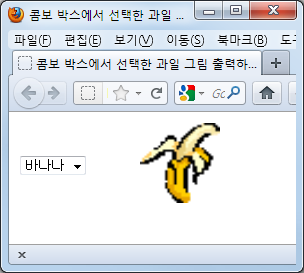 콤보 박스에서 선택한 과일 ...
파일(F) 편집(E) 보기(V) 이동(S) 북마크(B) 도
콤보 박스에서 선택한 과일 그림 출력하...
Go
바나나